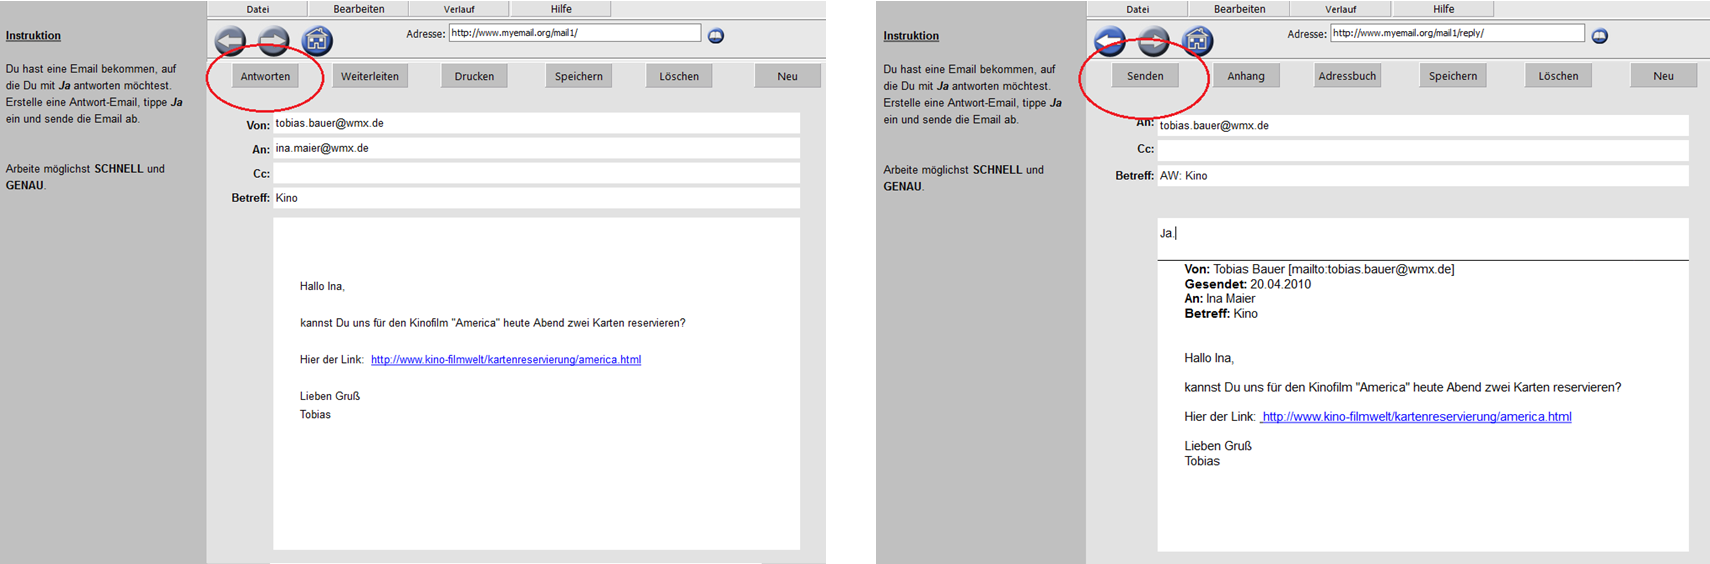 Datei Bearbeiten Verlauf Hilfe
Adresse: http://www.myemail.org/mail1/
Instruktion
Du hast eine Email bekommen, auf
die Du mit Ja antworten möchtest.
Erstelle eine Antwort-Email, tippe Ja
ein und sende die Email ab.
Arbeite möglichst SCHNELL und
GENAU.
Antworten Weiterleiten Drucken Speichern Löschen Neu
Von: tobias.bauer@wmx.de
An: ina.maier@wmx.de
Cc:
Betreff: Kino
Hallo Ina,
kannst Du uns für den Kinofilm "America" heute Abend zwei Karten reservieren?
Hier der Link: http://www.kino-filmwelt/kartenreservierung/america.html
Lieben Gruß
Tobias
Datei Bearbeiten Verlauf Hilfe
Adresse: http://www.myemail.org/mail1/reply/
Instruktion
Du hast eine Email bekommen, auf
die Du mit Ja antworten möchtest.
Erstelle eine Antwort-Email, tippe Ja
ein und sende die Email ab.
Arbeite möglichst SCHNELL und
GENAU.
Senden Anhang Adressbuch Speichern Löschen Neu
An: tobias.bauer@wmx.de
Cc:
Betreff: AW: Kino
Ja.
Von: Tobias Bauer [mailto:tobias.bauer@wmx.de]
Gesendet: 20.04.2010
An: Ina Maier
Betreff: Kino
Hallo Ina,
kannst Du uns für den Kinofilm "America" heute Abend zwei Karten reservieren?
Hier der Link: http://www.kino-filmwelt/kartenreservierung/america.html
Lieben Gruß
Tobias